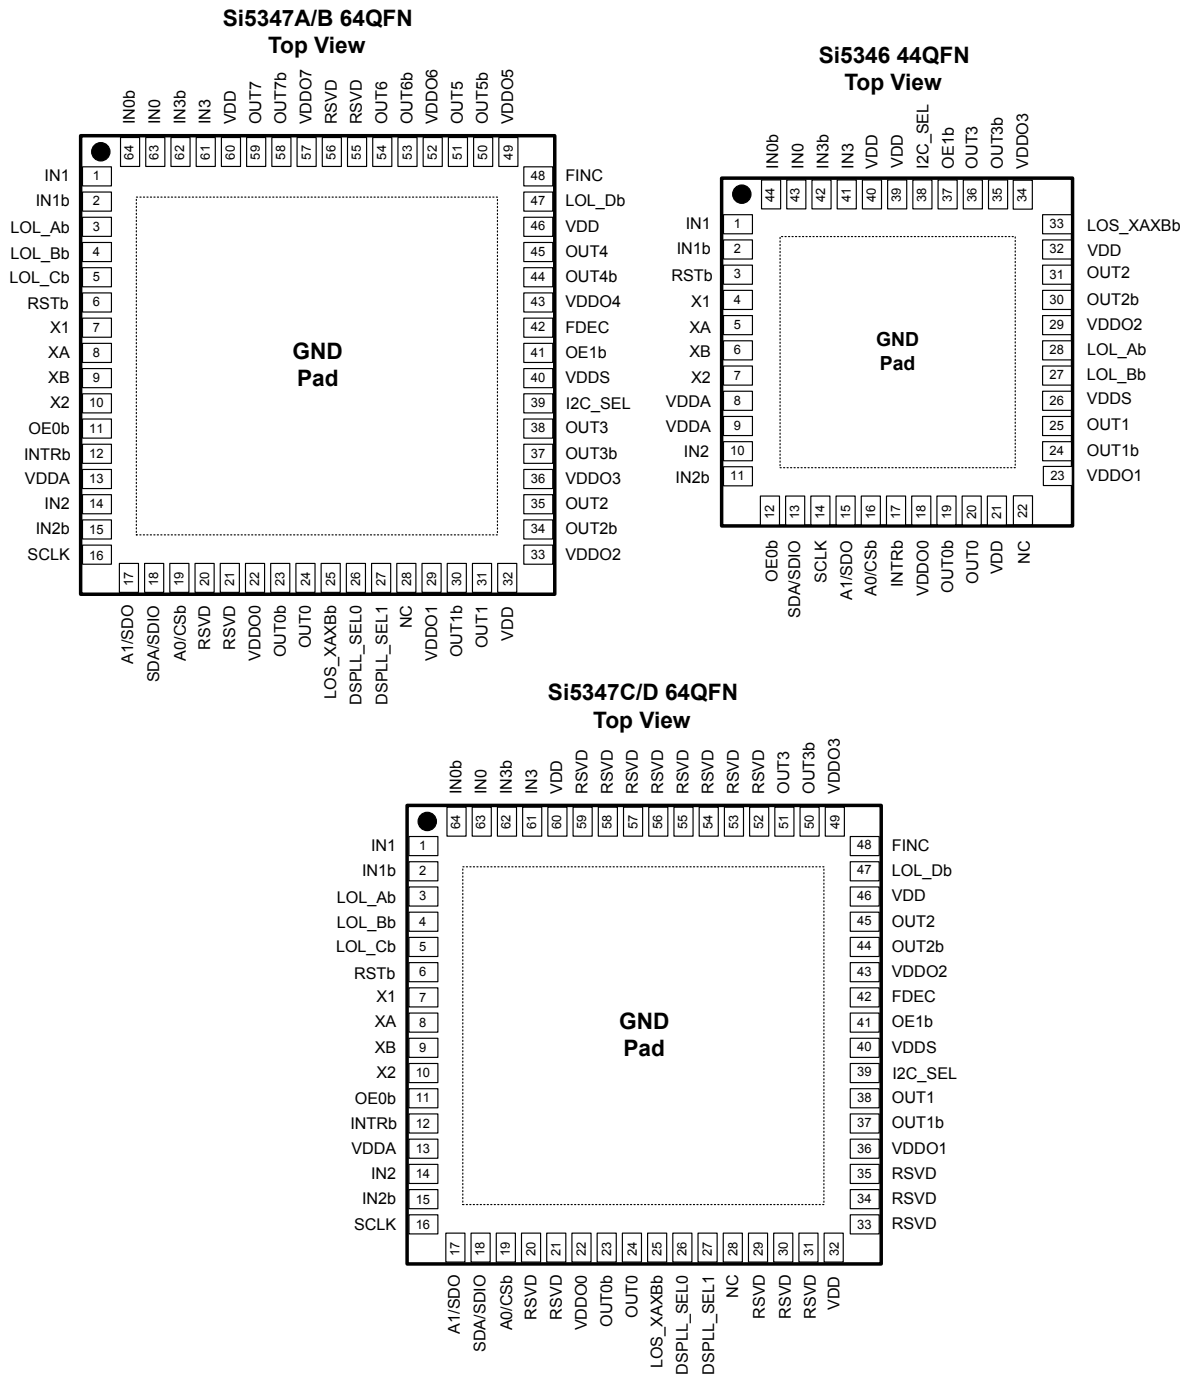 Si5347A/B 64QFN
Top View
IN0b
IN0
IN3b
IN3
VDD
OUT7
OUT7b
VDDO7
RSVD
RSVD
OUT6
OUT6b
VDDO6
OUT5
OUT5b
VDDO5
64 63 62 61 60 59 58 57 56 55 54 53 52 51 50 49
IN1 1
IN1b 2
LOL_Ab 3
LOL_Bb 4
LOL_Cb 5
RSTb 6
X1 7
XA 8
XB 9
X2 10
OE0b 11
INTRb 12
VDDA 13
IN2 14
IN2b 15
SCLK 16
GND
Pad
48 FINC
47 LOL_Db
46 VDD
45 OUT4
44 OUT4b
43 VDDO4
42 FDEC
41 OE1b
40 VDDS
39 I2C_SEL
38 OUT3
37 OUT3b
36 VDDO3
35 OUT2
34 OUT2b
33 VDDO2
17 18 19 20 21 22 23 24 25 26 27 28 29 30 31 32
A1/SDO
SDA/SDIO
A0/CSb
RSVD
RSVD
VDDO0
OUT0b
OUT0
LOS_XAXBb
DSPLL_SEL0
DSPLL_SEL1
NC
VDDO1
OUT1b
OUT1
VDD
Si5346 44QFN
Top View
IN0b
IN0
IN3b
IN3
VDD
VDD
I2C_SEL
OE1b
OUT3
OUT3b
VDDO3
44 43 42 41 40 39 38 37 36 35 34
IN1 1
IN1b 2
RSTb 3
X1 4
XA 5
XB 6
X2 7
VDDA 8
VDDA 9
IN2 10
IN2b 11
GND
Pad
33 LOS_XAXBb
32 VDD
31 OUT2
30 OUT2b
29 VDDO2
28 LOL_Ab
27 LOL_Bb
26 VDDS
25 OUT1
24 OUT1b
23 VDDO1
12 13 14 15 16 17 18 19 20 21 22
OE0b
SDA/SDIO
SCLK
A1/SDO
A0/CSb
INTRb
VDDO0
OUT0b
OUT0
VDD
NC
Si5347C/D 64QFN
Top View
IN0b
IN0
IN3b
IN3
VDD
RSVD
RSVD
RSVD
RSVD
RSVD
RSVD
RSVD
RSVD
OUT3
OUT3b
VDDO3
64 63 62 61 60 59 58 57 56 55 54 53 52 51 50 49
IN1 1
IN1b 2
LOL_Ab 3
LOL_Bb 4
LOL_Cb 5
RSTb 6
X1 7
XA 8
XB 9
X2 10
OE0b 11
INTRb 12
VDDA 13
IN2 14
IN2b 15
SCLK 16
GND
Pad
48 FINC
47 LOL_Db
46 VDD
45 OUT2
44 OUT2b
43 VDDO2
42 FDEC
41 OE1b
40 VDDS
39 I2C_SEL
38 OUT1
37 OUT1b
36 VDDO1
35 RSVD
34 RSVD
33 RSVD
17 18 19 20 21 22 23 24 25 26 27 28 29 30 31 32
A1/SDO
SDA/SDIO
A0/CSb
RSVD
RSVD
VDDO0
OUT0b
OUT0
LOS_XAXBb
DSPLL_SEL0
DSPLL_SEL1
NC
RSVD
RSVD
RSVD
VDD